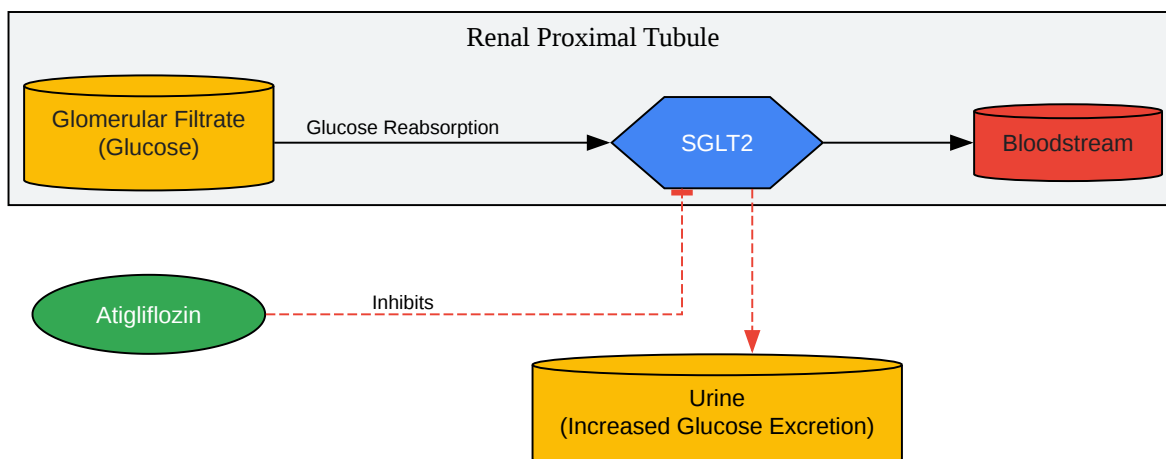 Renal Proximal Tubule
Glomerular Filtrate
(Glucose)
Glucose Reabsorption
SGLT2
Bloodstream
Atigliflozin
Inhibits
Urine
(Increased Glucose Excretion)